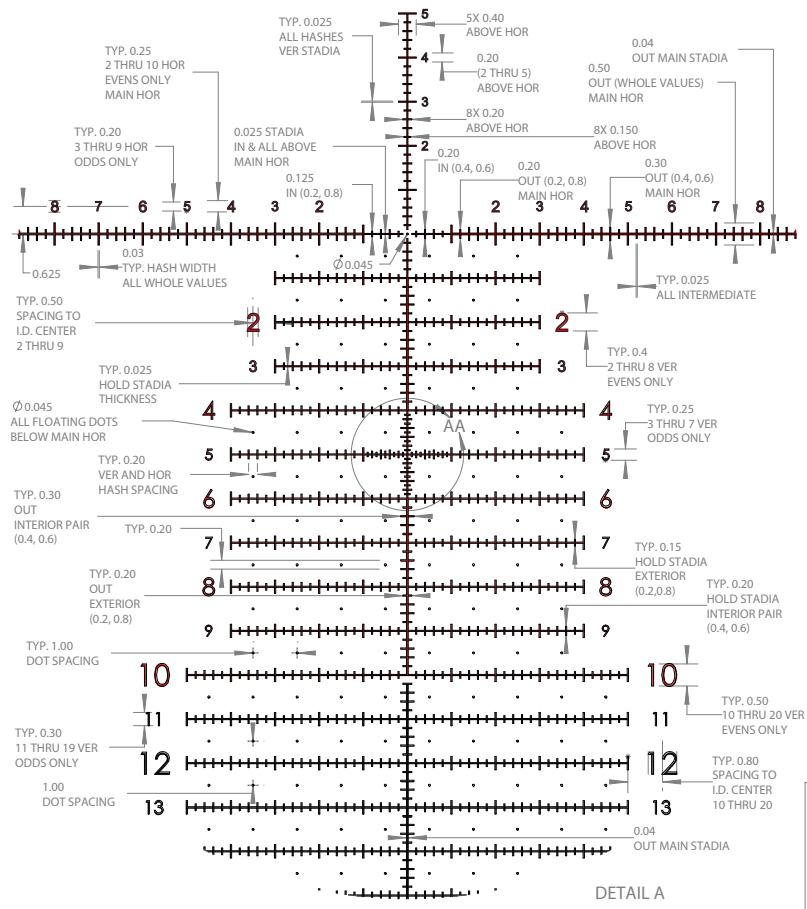 TYP. 0.025
ALL HASHES
VER STADIA
5
5X 0.40
ABOVE HOR
0.04
OUT MAIN STADIA
TYP. 0.25
2 THRU 10 HOR
EVENS ONLY
MAIN HOR
4
0.20
(2 THRU 5)
ABOVE HOR
0.50
OUT (WHOLE VALUES)
MAIN HOR
3
8X 0.20
ABOVE HOR
TYP. 0.20
3 THRU 9 HOR
ODDS ONLY
0.025 STADIA
IN & ALL ABOVE
MAIN HOR
2
8X 0.150
ABOVE HOR
0.125
IN (0.2, 0.8)
0.20
IN (0.4, 0.6)
0.20
OUT (0.2, 0.8)
MAIN HOR
0.30
OUT (0.4, 0.6)
MAIN HOR
8 7 6 5 4 3 2 2 3 4 5 6 7 8
0.625
0.03
TYP. HASH WIDTH
ALL WHOLE VALUES
Ø 0.045
TYP. 0.025
ALL INTERMEDIATE
TYP. 0.50
SPACING TO
I.D. CENTER
2 THRU 9
2 2
TYP. 0.4
2 THRU 8 VER
EVENS ONLY
3 3
TYP. 0.025
HOLD STADIA
THICKNESS
Ø 0.045
ALL FLOATING DOTS
BELOW MAIN HOR
4 4
AA
TYP. 0.25
3 THRU 7 VER
ODDS ONLY
5 5
TYP. 0.20
VER AND HOR
HASH SPACING
6 6
TYP. 0.30
OUT
INTERIOR PAIR
(0.4, 0.6)
TYP. 0.20
7 7
TYP. 0.15
HOLD STADIA
EXTERIOR
(0.2,0.8)
TYP. 0.20
OUT
EXTERIOR
(0.2, 0.8)
8 8
TYP. 0.20
HOLD STADIA
INTERIOR PAIR
(0.4, 0.6)
9 9
TYP. 1.00
DOT SPACING
10 10
TYP. 0.50
10 THRU 20 VER
EVENS ONLY
11 11
TYP. 0.30
11 THRU 19 VER
ODDS ONLY
12 12
TYP. 0.80
SPACING TO
I.D. CENTER
10 THRU 20
1.00
DOT SPACING
13 13
0.04
OUT MAIN STADIA
DETAIL A